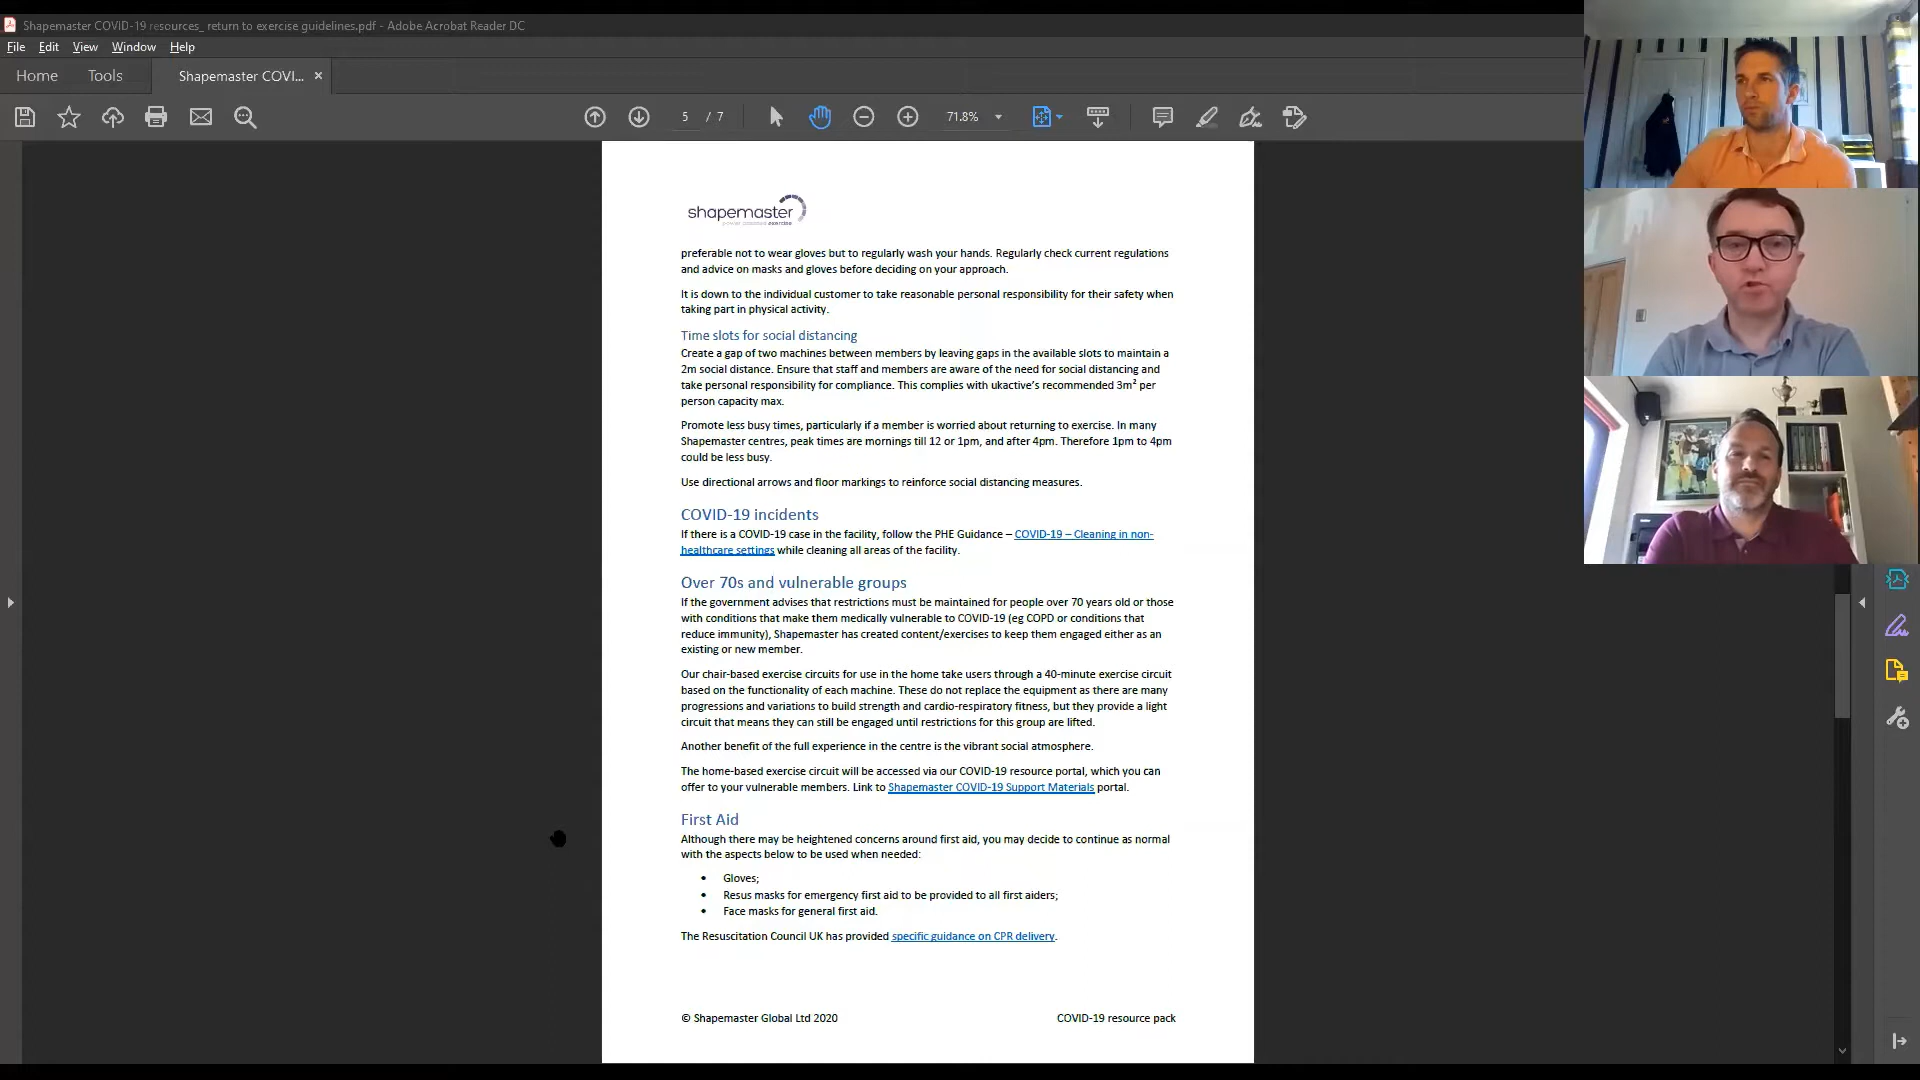 Shapemaster COVID-19 resources_ return to exercise guidelines.pdf - Adobe Acrobat Reader DC
File Edit View Window Help
Home Tools Shapemaster COVI... ×
5 / 7 71.8%
shapemaster
power assisted exercise
preferable not to wear gloves but to regularly wash your hands. Regularly check current regulations
and advice on masks and gloves before deciding on your approach.
It is down to the individual customer to take reasonable personal responsibility for their safety when
taking part in physical activity.
Time slots for social distancing
Create a gap of two machines between members by leaving gaps in the available slots to maintain a
2m social distance. Ensure that staff and members are aware of the need for social distancing and
take personal responsibility for compliance. This complies with ukactive's recommended 3m² per
person capacity max.
Promote less busy times, particularly if a member is worried about returning to exercise. In many
Shapemaster centres, peak times are mornings till 12 or 1pm, and after 4pm. Therefore 1pm to 4pm
could be less busy.
Use directional arrows and floor markings to reinforce social distancing measures.
COVID-19 incidents
If there is a COVID-19 case in the facility, follow the PHE Guidance – COVID-19 – Cleaning in non-
healthcare settings while cleaning all areas of the facility.
Over 70s and vulnerable groups
If the government advises that restrictions must be maintained for people over 70 years old or those
with conditions that make them medically vulnerable to COVID-19 (eg COPD or conditions that
reduce immunity), Shapemaster has created content/exercises to keep them engaged either as an
existing or new member.
Our chair-based exercise circuits for use in the home take users through a 40-minute exercise circuit
based on the functionality of each machine. These do not replace the equipment as there are many
progressions and variations to build strength and cardio-respiratory fitness, but they provide a light
circuit that means they can still be engaged until restrictions for this group are lifted.
Another benefit of the full experience in the centre is the vibrant social atmosphere.
The home-based exercise circuit will be accessed via our COVID-19 resource portal, which you can
offer to your vulnerable members. Link to Shapemaster COVID-19 Support Materials portal.
First Aid
Although there may be heightened concerns around first aid, you may decide to continue as normal
with the aspects below to be used when needed:
• Gloves;
• Resus masks for emergency first aid to be provided to all first aiders;
• Face masks for general first aid.
The Resuscitation Council UK has provided specific guidance on CPR delivery.
© Shapemaster Global Ltd 2020 COVID-19 resource pack